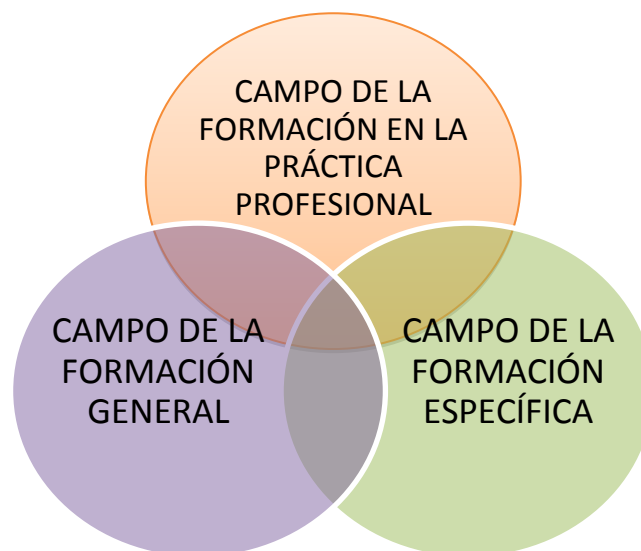 CAMPO DE LA
FORMACIÓN EN LA
PRÁCTICA
PROFESIONAL
CAMPO DE LA
FORMACIÓN
GENERAL
CAMPO DE LA
FORMACIÓN
ESPECÍFICA